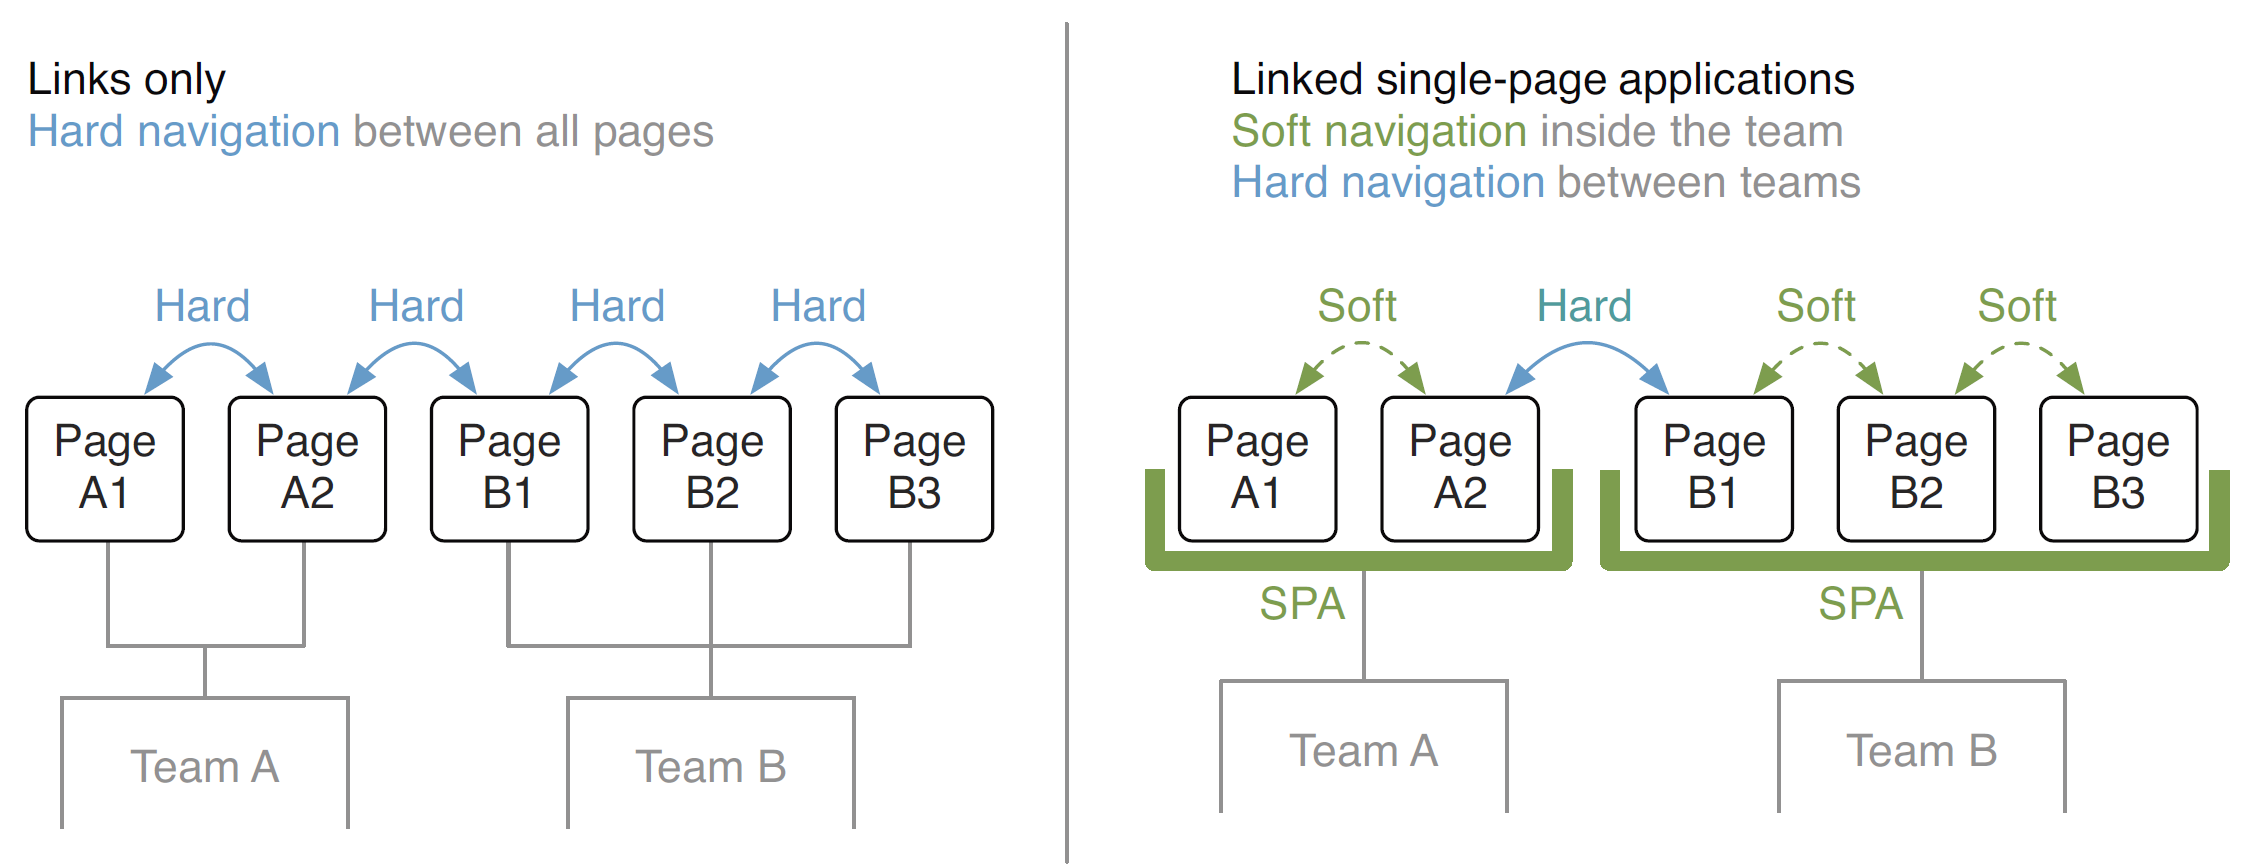 Links only
Hard navigation between all pages
Hard
Hard
Hard
Hard
Page
A1
Page
A2
Page
B1
Page
B2
Page
B3
Team A
Team B
Linked single-page applications
Soft navigation inside the team
Hard navigation between teams
Soft
Hard
Soft
Soft
Page
A1
Page
A2
Page
B1
Page
B2
Page
B3
SPA
SPA
Team A
Team B